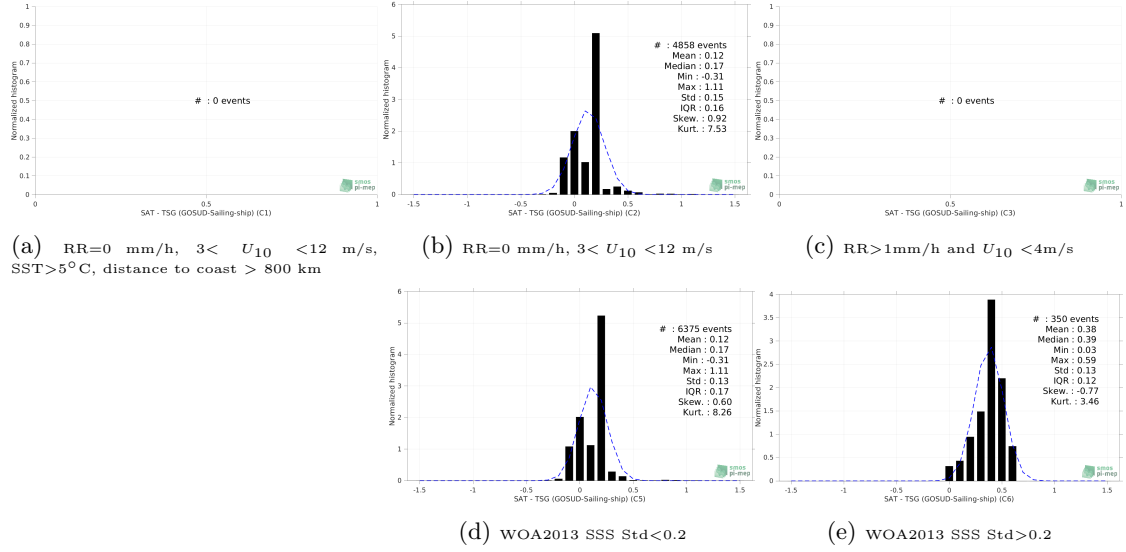 1
0.9
0.8
0.7
0.6
0.5
0.4
0.3
0.2
0.1
0
Normalized histogram
# : 0 events
smos
pi-mep
0 0.5 1
SAT - TSG (GOSUD-Sailing-ship) (C1)
(a) RR=0 mm/h, 3< U10 <12 m/s,
SST>5°C, distance to coast > 800 km
6
5
4
3
2
1
0
Normalized histogram
# : 4858 events
Mean : 0.12
Median : 0.17
Min : -0.31
Max : 1.11
Std : 0.15
IQR : 0.16
Skew. : 0.92
Kurt. : 7.53
smos
pi-mep
-1.5 -1 -0.5 0 0.5 1 1.5
SAT - TSG (GOSUD-Sailing-ship) (C2)
(b) RR=0 mm/h, 3< U10 <12 m/s
1
0.9
0.8
0.7
0.6
0.5
0.4
0.3
0.2
0.1
0
Normalized histogram
# : 0 events
smos
pi-mep
0 0.5 1
SAT - TSG (GOSUD-Sailing-ship) (C3)
(c) RR>1mm/h and U10 <4m/s
6
5
4
3
2
1
0
Normalized histogram
# : 6375 events
Mean : 0.12
Median : 0.17
Min : -0.31
Max : 1.11
Std : 0.13
IQR : 0.17
Skew. : 0.60
Kurt. : 8.26
smos
pi-mep
-1.5 -1 -0.5 0 0.5 1 1.5
SAT - TSG (GOSUD-Sailing-ship) (C5)
(d) WOA2013 SSS Std<0.2
4
3.5
3
2.5
2
1.5
1
0.5
0
Normalized histogram
# : 350 events
Mean : 0.38
Median : 0.39
Min : 0.03
Max : 0.59
Std : 0.13
IQR : 0.12
Skew. : -0.77
Kurt. : 3.46
smos
pi-mep
-1.5 -1 -0.5 0 0.5 1 1.5
SAT - TSG (GOSUD-Sailing-ship) (C6)
(e) WOA2013 SSS Std>0.2